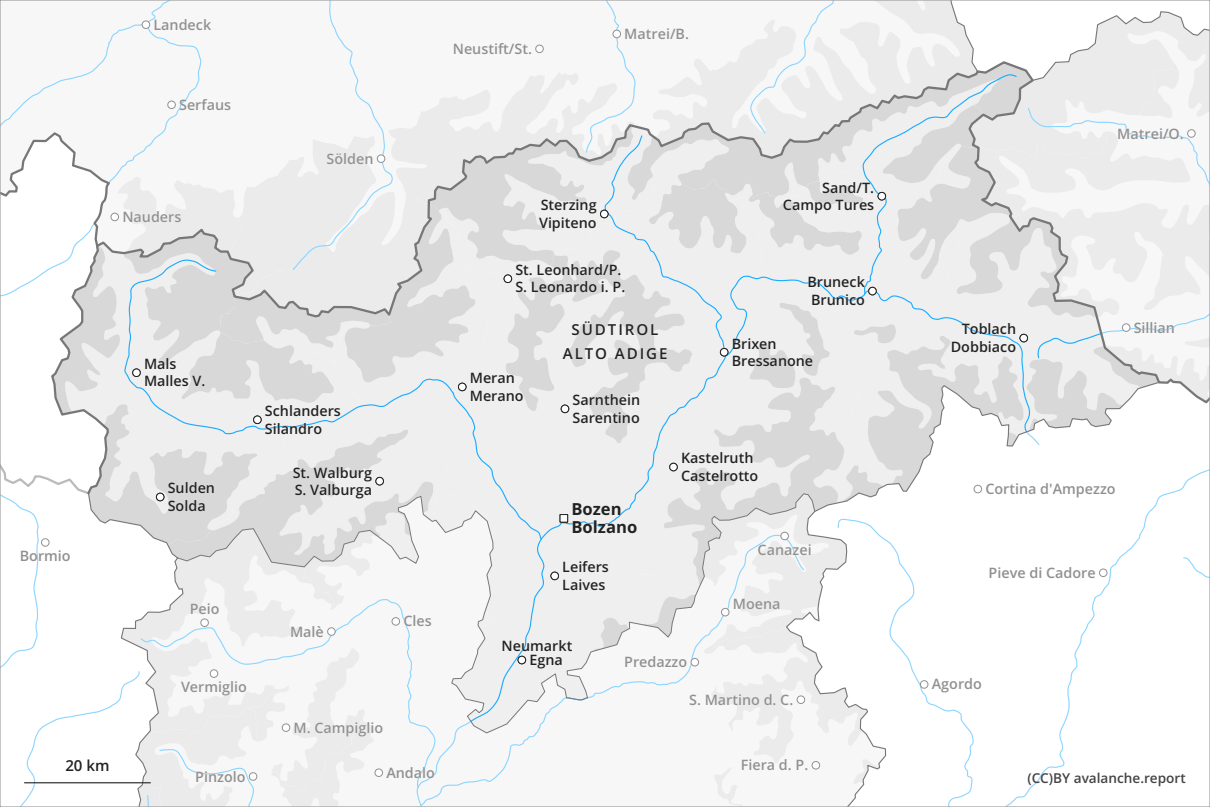 Landeck
Matrei/B.
Neustift/St.
Serfaus
Matrei/O.
Sölden
Sand/T.
Campo Tures
Nauders
Sterzing
Vipiteno
St. Leonhard/P.
S. Leonardo i. P.
Bruneck
Brunico
SÜDTIROL
ALTO ADIGE
Toblach
Dobbiaco
Sillian
Brixen
Bressanone
Mals
Malles V.
Meran
Merano
Sarnthein
Sarentino
Schlanders
Silandro
Kastelruth
Castelrotto
St. Walburg
S. Valburga
Sulden
Solda
Cortina d'Ampezzo
Bozen
Bolzano
Bormio
Canazei
Leifers
Laives
Pieve di Cadore
Peio
Moena
Malè
Cles
Neumarkt
Egna
Predazzo
Vermiglio
Agordo
S. Martino d. C.
M. Campiglio
Fiera d. P.
20 km
Pinzolo
Andalo
(CC)BY avalanche.report